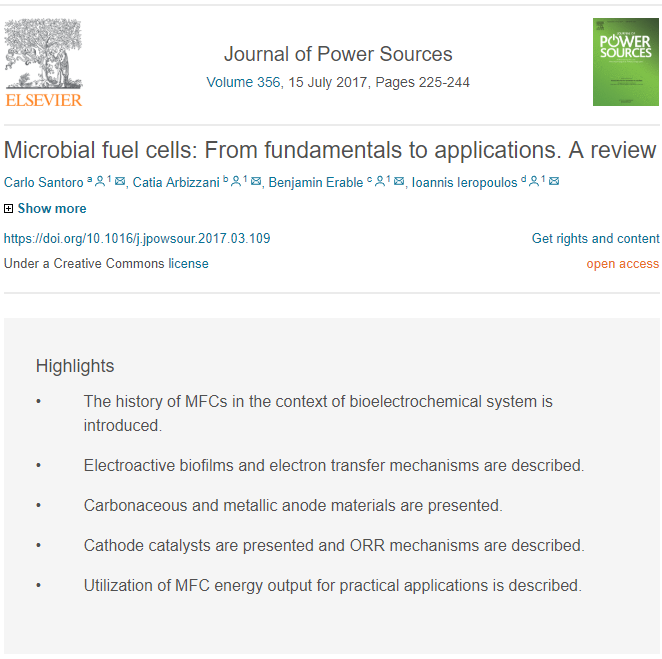 ELSEVIER
Journal of Power Sources
Volume 356, 15 July 2017, Pages 225-244
POWER
SOURCES
Microbial fuel cells: From fundamentals to applications. A review
Carlo Santoro a 1, Catia Arbizzani b 1, Benjamin Erable c 1, Ioannis Ieropoulos d 1
Show more
https://doi.org/10.1016/j.jpowsour.2017.03.109
Get rights and content
Under a Creative Commons license
open access
Highlights
• The history of MFCs in the context of bioelectrochemical system is
introduced.
• Electroactive biofilms and electron transfer mechanisms are described.
• Carbonaceous and metallic anode materials are presented.
• Cathode catalysts are presented and ORR mechanisms are described.
• Utilization of MFC energy output for practical applications is described.